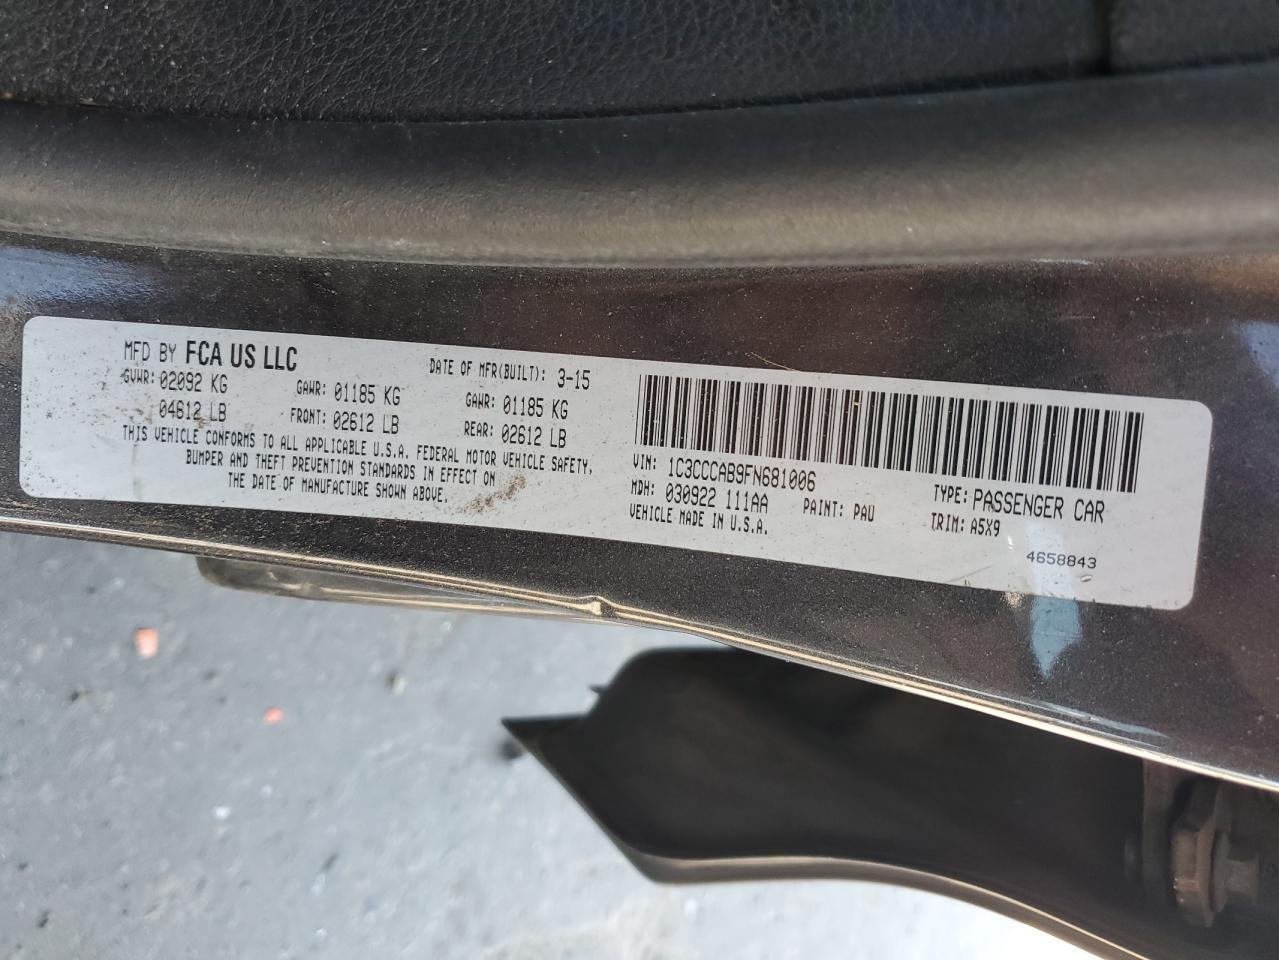 MFD BY FCA US LLC DATE OF MFR(BUILT): 3-15
GVWR: 02092 KG GAWR: 01185 KG GAWR: 01185 KG
04612 LB FRONT: 02612 LB REAR: 02612 LB
THIS VEHICLE CONFORMS TO ALL APPLICABLE U.S.A. FEDERAL MOTOR VEHICLE SAFETY,
BUMPER AND THEFT PREVENTION STANDARDS IN EFFECT ON
THE DATE OF MANUFACTURE SHOWN ABOVE.
VIN: 1C3CCCAB9FN681006 TYPE: PASSENGER CAR
MDH: 030922 111AA PAINT: PAU TRIM: A5X9
VEHICLE MADE IN U.S.A.
4658843